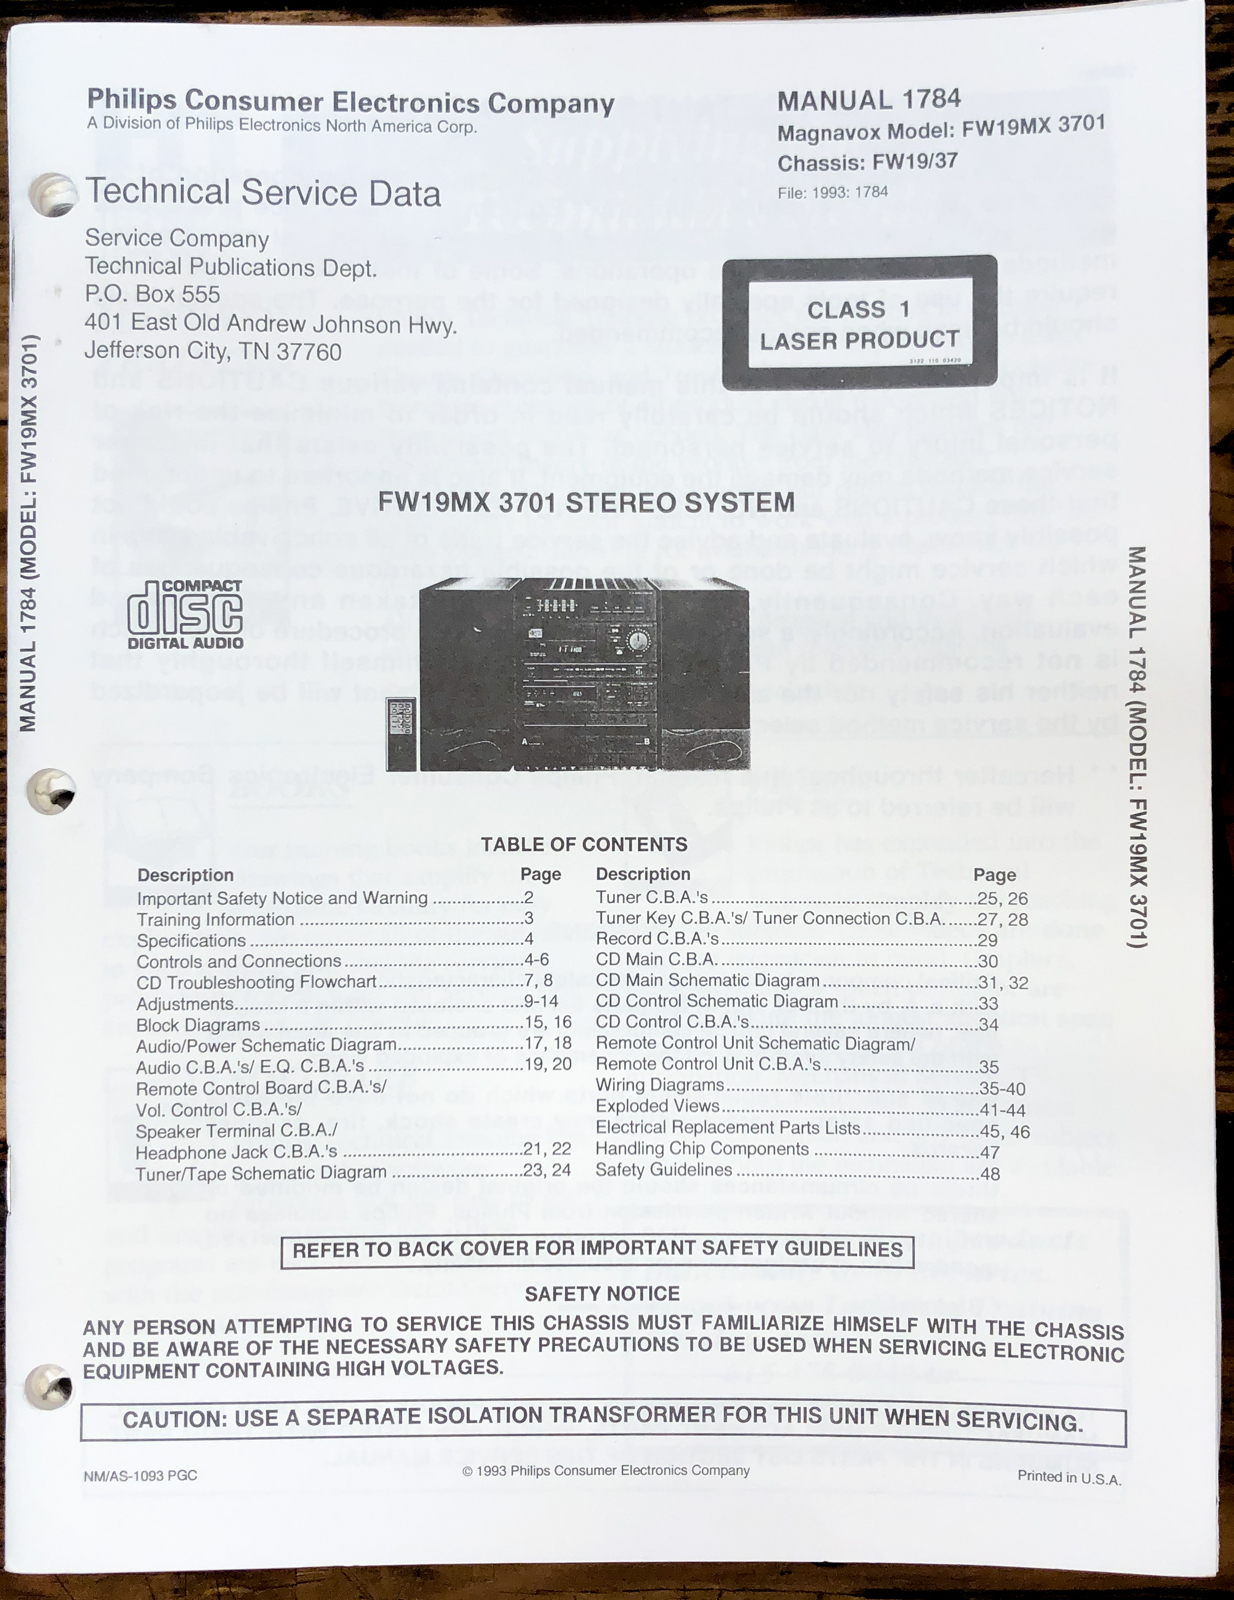 Philips Consumer Electronics Company
A Division of Philips Electronics North America Corp.
MANUAL 1784
Magnavox Model: FW19MX 3701
Chassis: FW19/37
File: 1993: 1784
Technical Service Data
Service Company
Technical Publications Dept.
P.O. Box 555
401 East Old Andrew Johnson Hwy.
Jefferson City, TN 37760
CLASS 1
LASER PRODUCT
3122 110 03420
MANUAL 1784 (MODEL: FW19MX 3701)
FW19MX 3701 STEREO SYSTEM
COMPACT
disc
DIGITAL AUDIO
A B
MANUAL 1784 (MODEL: FW19MX 3701)
TABLE OF CONTENTS
Description Page
Important Safety Notice and Warning ................2
Training Information ................3
Specifications ................4
Controls and Connections ................4-6
CD Troubleshooting Flowchart ................7, 8
Adjustments ................9-14
Block Diagrams ................15, 16
Audio/Power Schematic Diagram ................17, 18
Audio C.B.A.'s/ E.Q. C.B.A.'s ................19, 20
Remote Control Board C.B.A.'s/
Vol. Control C.B.A.'s/
Speaker Terminal C.B.A./
Headphone Jack C.B.A.'s ................21, 22
Tuner/Tape Schematic Diagram ................23, 24
Description Page
Tuner C.B.A.'s ................25, 26
Tuner Key C.B.A.'s/ Tuner Connection C.B.A. ....27, 28
Record C.B.A.'s ................29
CD Main C.B.A. ................30
CD Main Schematic Diagram ................31, 32
CD Control Schematic Diagram ................33
CD Control C.B.A.'s ................34
Remote Control Unit Schematic Diagram/
Remote Control Unit C.B.A.'s ................35
Wiring Diagrams ................35-40
Exploded Views ................41-44
Electrical Replacement Parts Lists ................45, 46
Handling Chip Components ................47
Safety Guidelines ................48
REFER TO BACK COVER FOR IMPORTANT SAFETY GUIDELINES
SAFETY NOTICE
ANY PERSON ATTEMPTING TO SERVICE THIS CHASSIS MUST FAMILIARIZE HIMSELF WITH THE CHASSIS
AND BE AWARE OF THE NECESSARY SAFETY PRECAUTIONS TO BE USED WHEN SERVICING ELECTRONIC
EQUIPMENT CONTAINING HIGH VOLTAGES.
CAUTION: USE A SEPARATE ISOLATION TRANSFORMER FOR THIS UNIT WHEN SERVICING.
NM/AS-1093 PGC
© 1993 Philips Consumer Electronics Company
Printed in U.S.A.